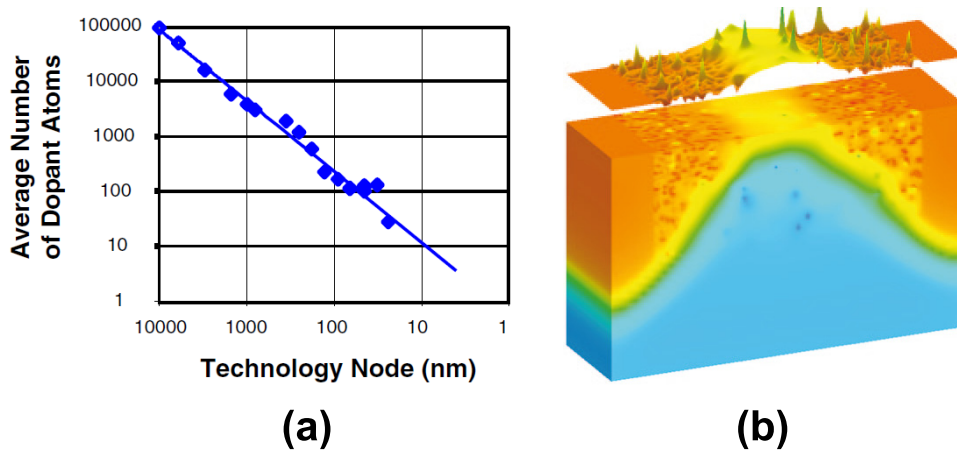 Average Number
of Dopant Atoms
100000
10000
1000
100
10
1
10000 1000 100 10 1
Technology Node (nm)
(a)
(b)